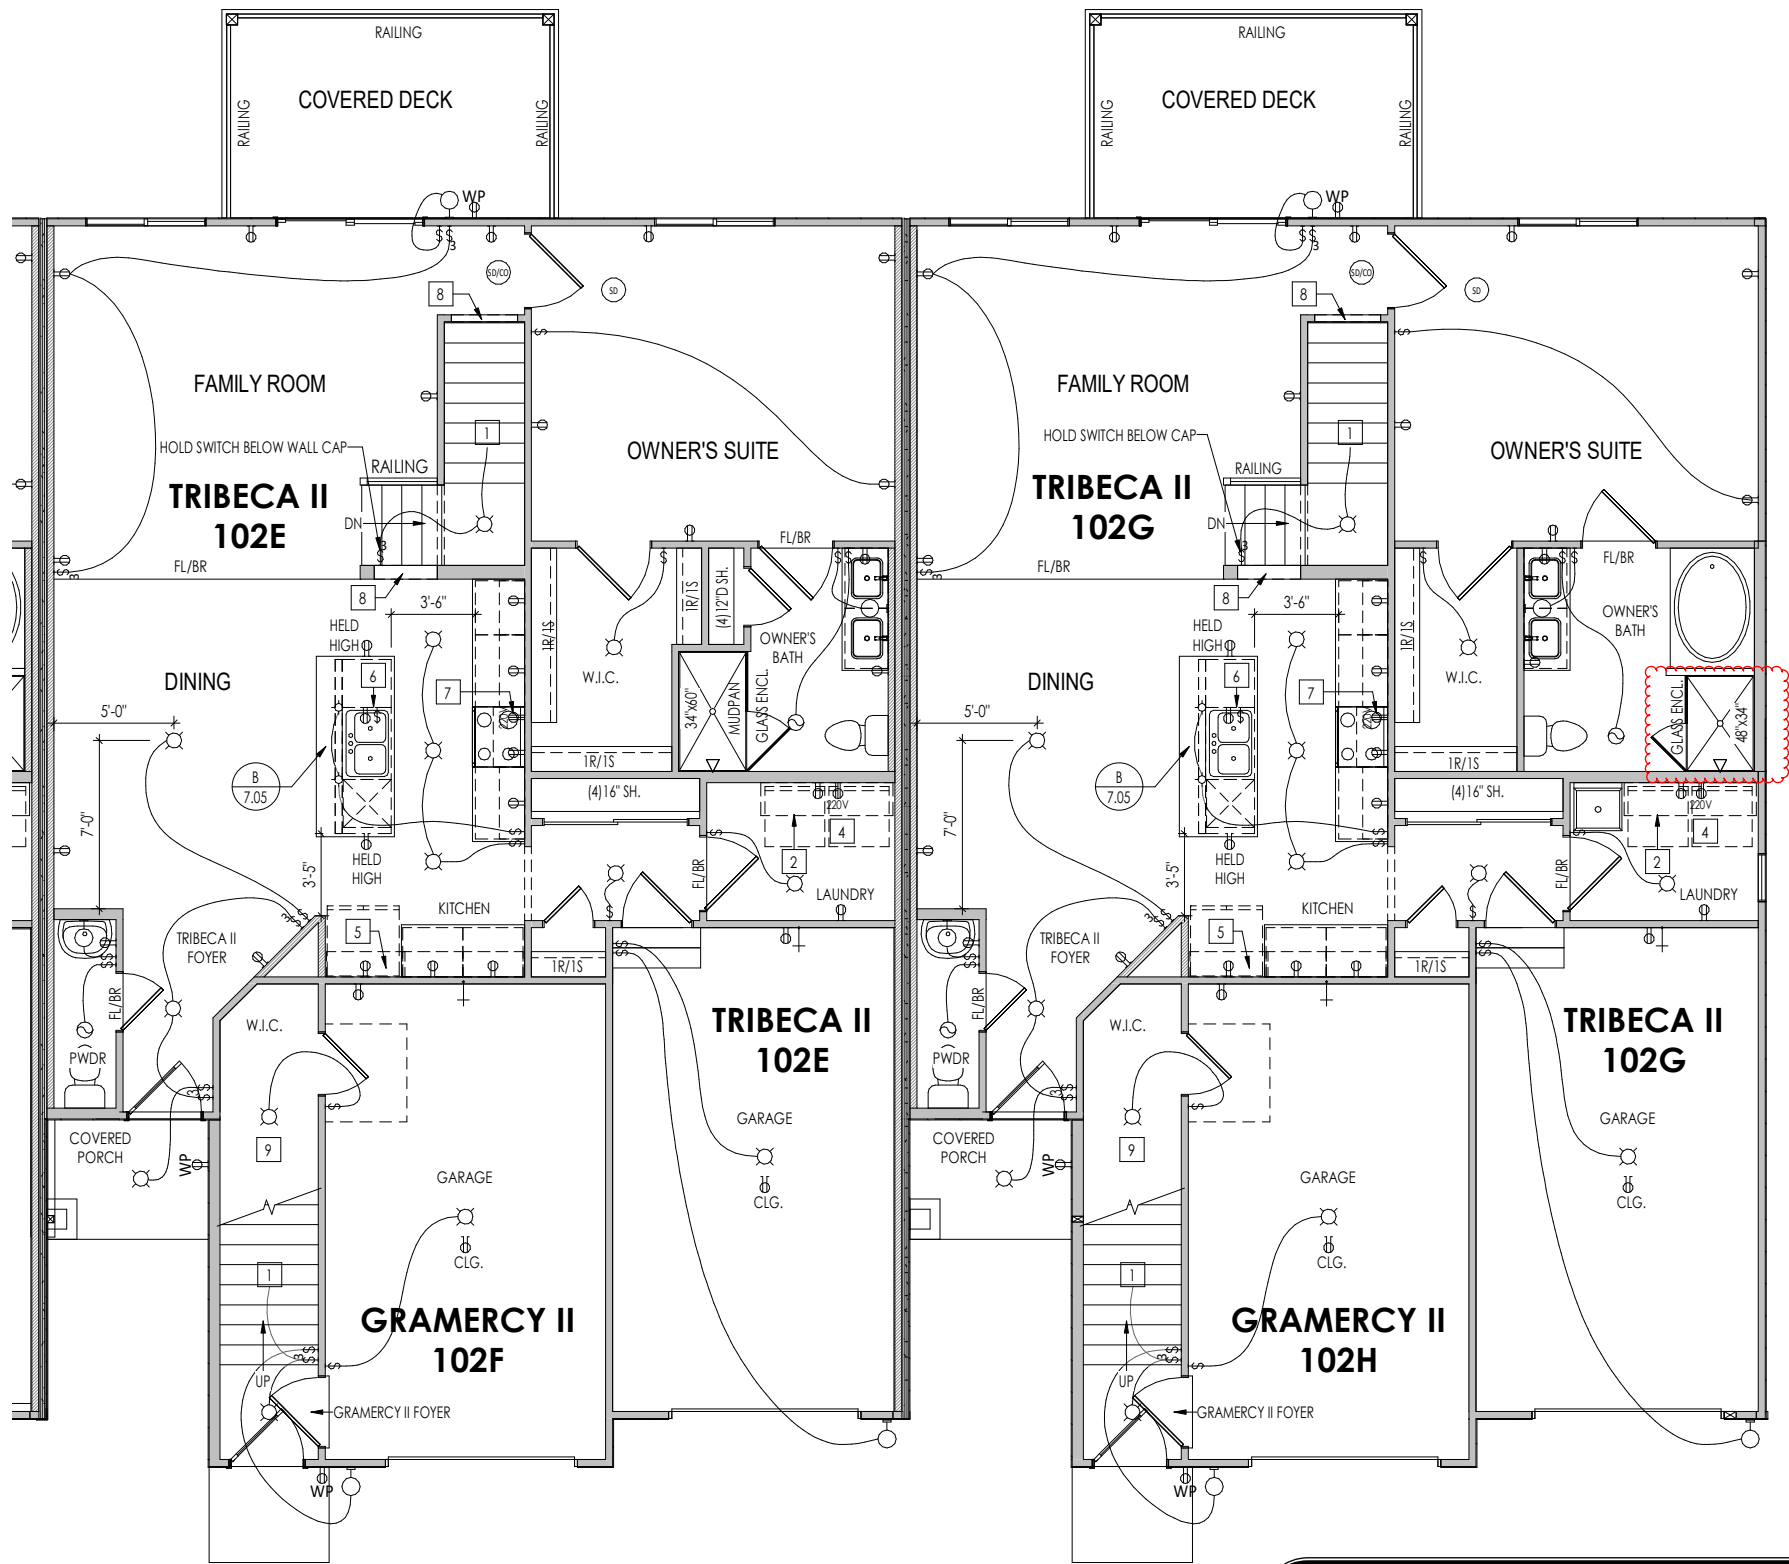 RAILING
COVERED DECK
RAILING
RAILING
WP
SD/CO
SD
8
FAMILY ROOM
1
HOLD SWITCH BELOW WALL CAP
OWNER'S SUITE
RAILING
TRIBECA II
102E
DN
FL/BR
FL/BR
8
3'-6"
HELD
HIGH
1R/1S
1R/1S
(4)12"D SH.
OWNER'S
BATH
DINING
6
7
W.I.C.
34"x60"
MUDPAN
GLASS ENCL.
5'-0"
220V
B
7.05
1R/1S
(4)16" SH.
220V
4
7'-0"
HELD
HIGH
3'-5"
2
FL/BR
LAUNDRY
KITCHEN
5
TRIBECA II
FOYER
1R/1S
FL/BR
W.I.C.
PWDR
TRIBECA II
102E
GARAGE
COVERED
PORCH
WP
9
GARAGE
CLG.
CLG.
1
GRAMERCY II
102F
UP
GRAMERCY II FOYER
WP
RAILING
COVERED DECK
RAILING
RAILING
WP
SD/CO
SD
8
FAMILY ROOM
1
HOLD SWITCH BELOW CAP
OWNER'S SUITE
RAILING
TRIBECA II
102G
DN
FL/BR
FL/BR
8
3'-6"
HELD
HIGH
1R/1S
OWNER'S
BATH
DINING
6
7
W.I.C.
GLASS ENCL.
48"x34"
5'-0"
220V
B
7.05
1R/1S
(4)16" SH.
220V
4
7'-0"
HELD
HIGH
3'-5"
2
FL/BR
LAUNDRY
KITCHEN
5
TRIBECA II
FOYER
1R/1S
FL/BR
W.I.C.
PWDR
TRIBECA II
102G
GARAGE
COVERED
PORCH
WP
9
GARAGE
CLG.
CLG.
1
GRAMERCY II
102H
UP
GRAMERCY II FOYER
WP